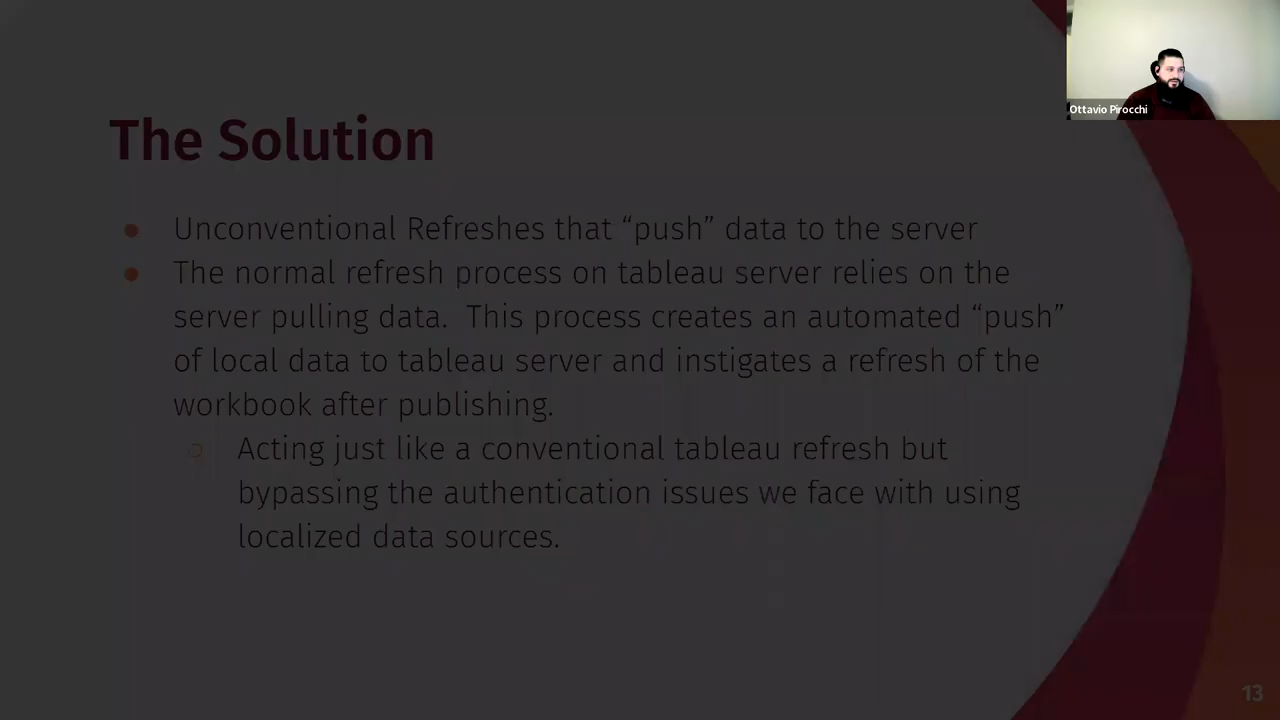 Ottavio Pirocchi
The Solution
● Unconventional Refreshes that “push” data to the server
● The normal refresh process on tableau server relies on the
server pulling data.  This process creates an automated “push”
of local data to tableau server and instigates a refresh of the
workbook after publishing.
○ Acting just like a conventional tableau refresh but
bypassing the authentication issues we face with using
localized data sources.
13